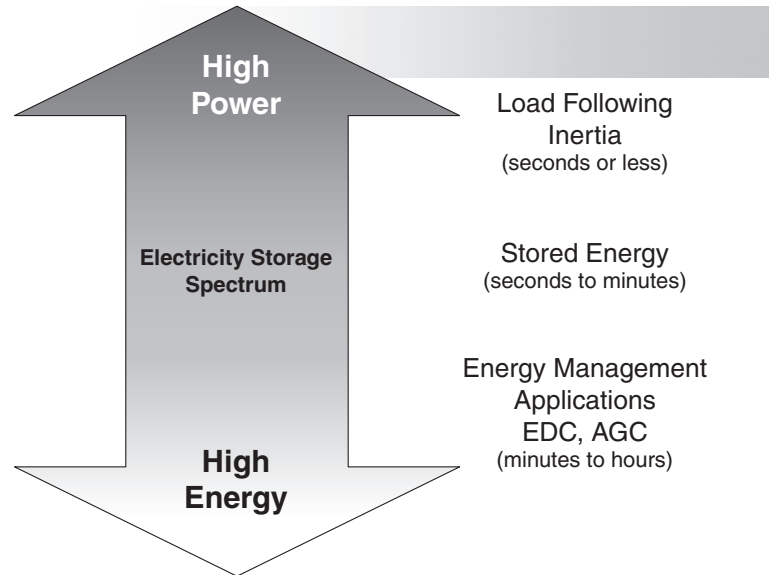 High
Power
Load Following
Inertia
(seconds or less)
Electricity Storage
Spectrum
Stored Energy
(seconds to minutes)
Energy Management
Applications
EDC, AGC
(minutes to hours)
High
Energy